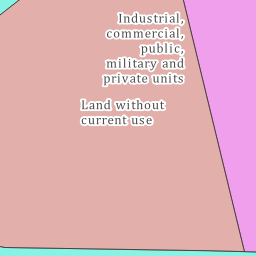 Industrial,
commercial,
public,
military and
private units
Land without
current use